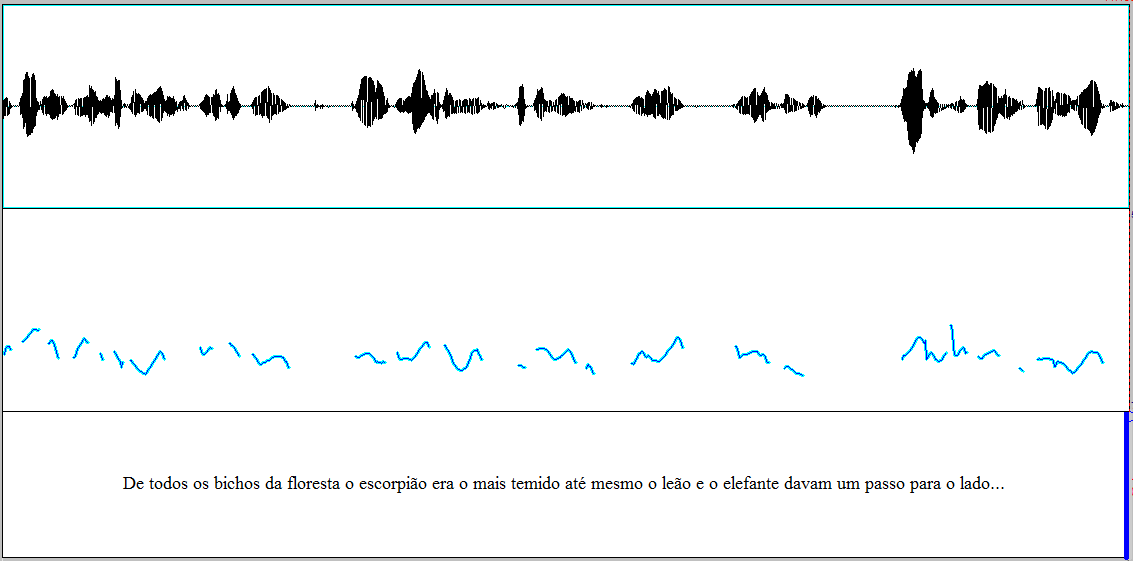 De todos os bichos da floresta o escorpião era o mais temido até mesmo o leão e o elefante davam um passo para o lado...